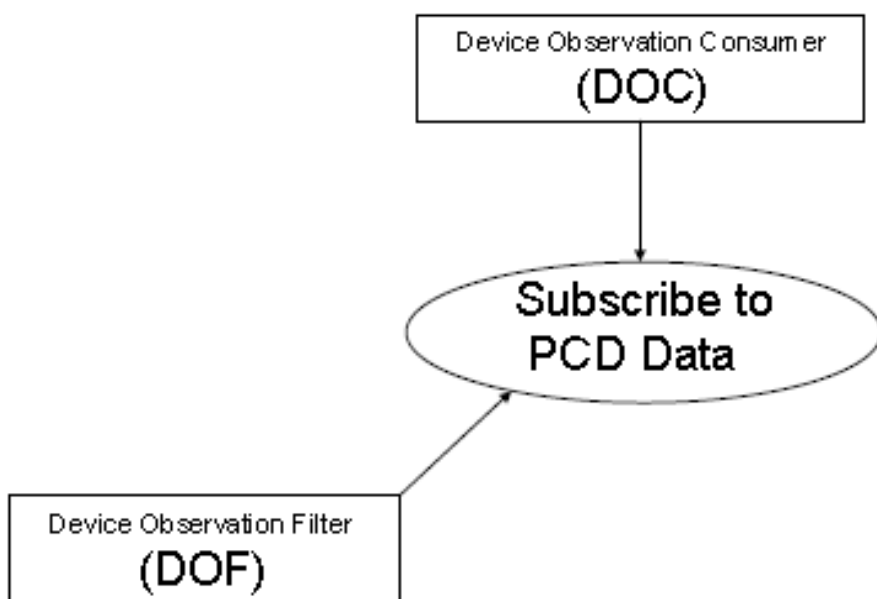 Device Observation Consumer
(DOC)
Subscribe to
PCD Data
Device Observation Filter
(DOF)